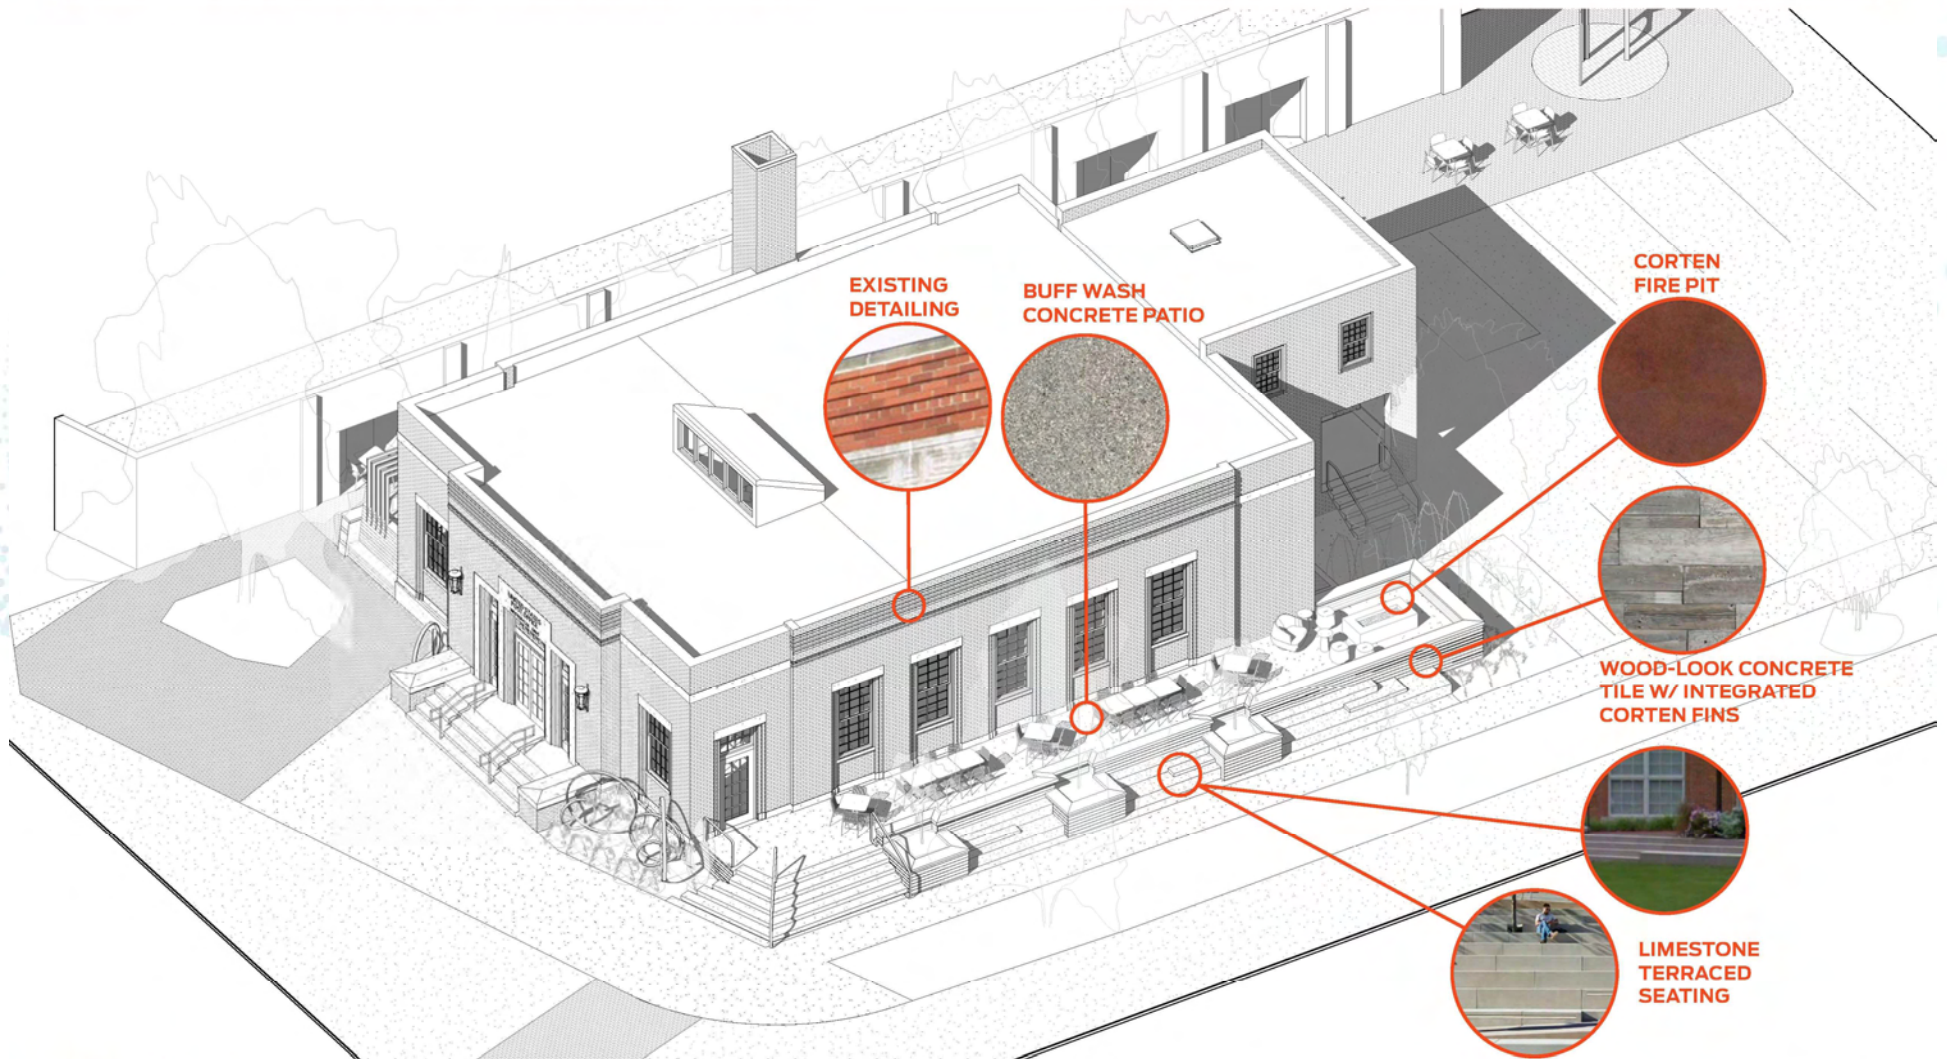 EXISTING
DETAILING
BUFF WASH
CONCRETE PATIO
CORTEN
FIRE PIT
WOOD-LOOK CONCRETE
TILE W/ INTEGRATED
CORTEN FINS
LIMESTONE
TERRACED
SEATING